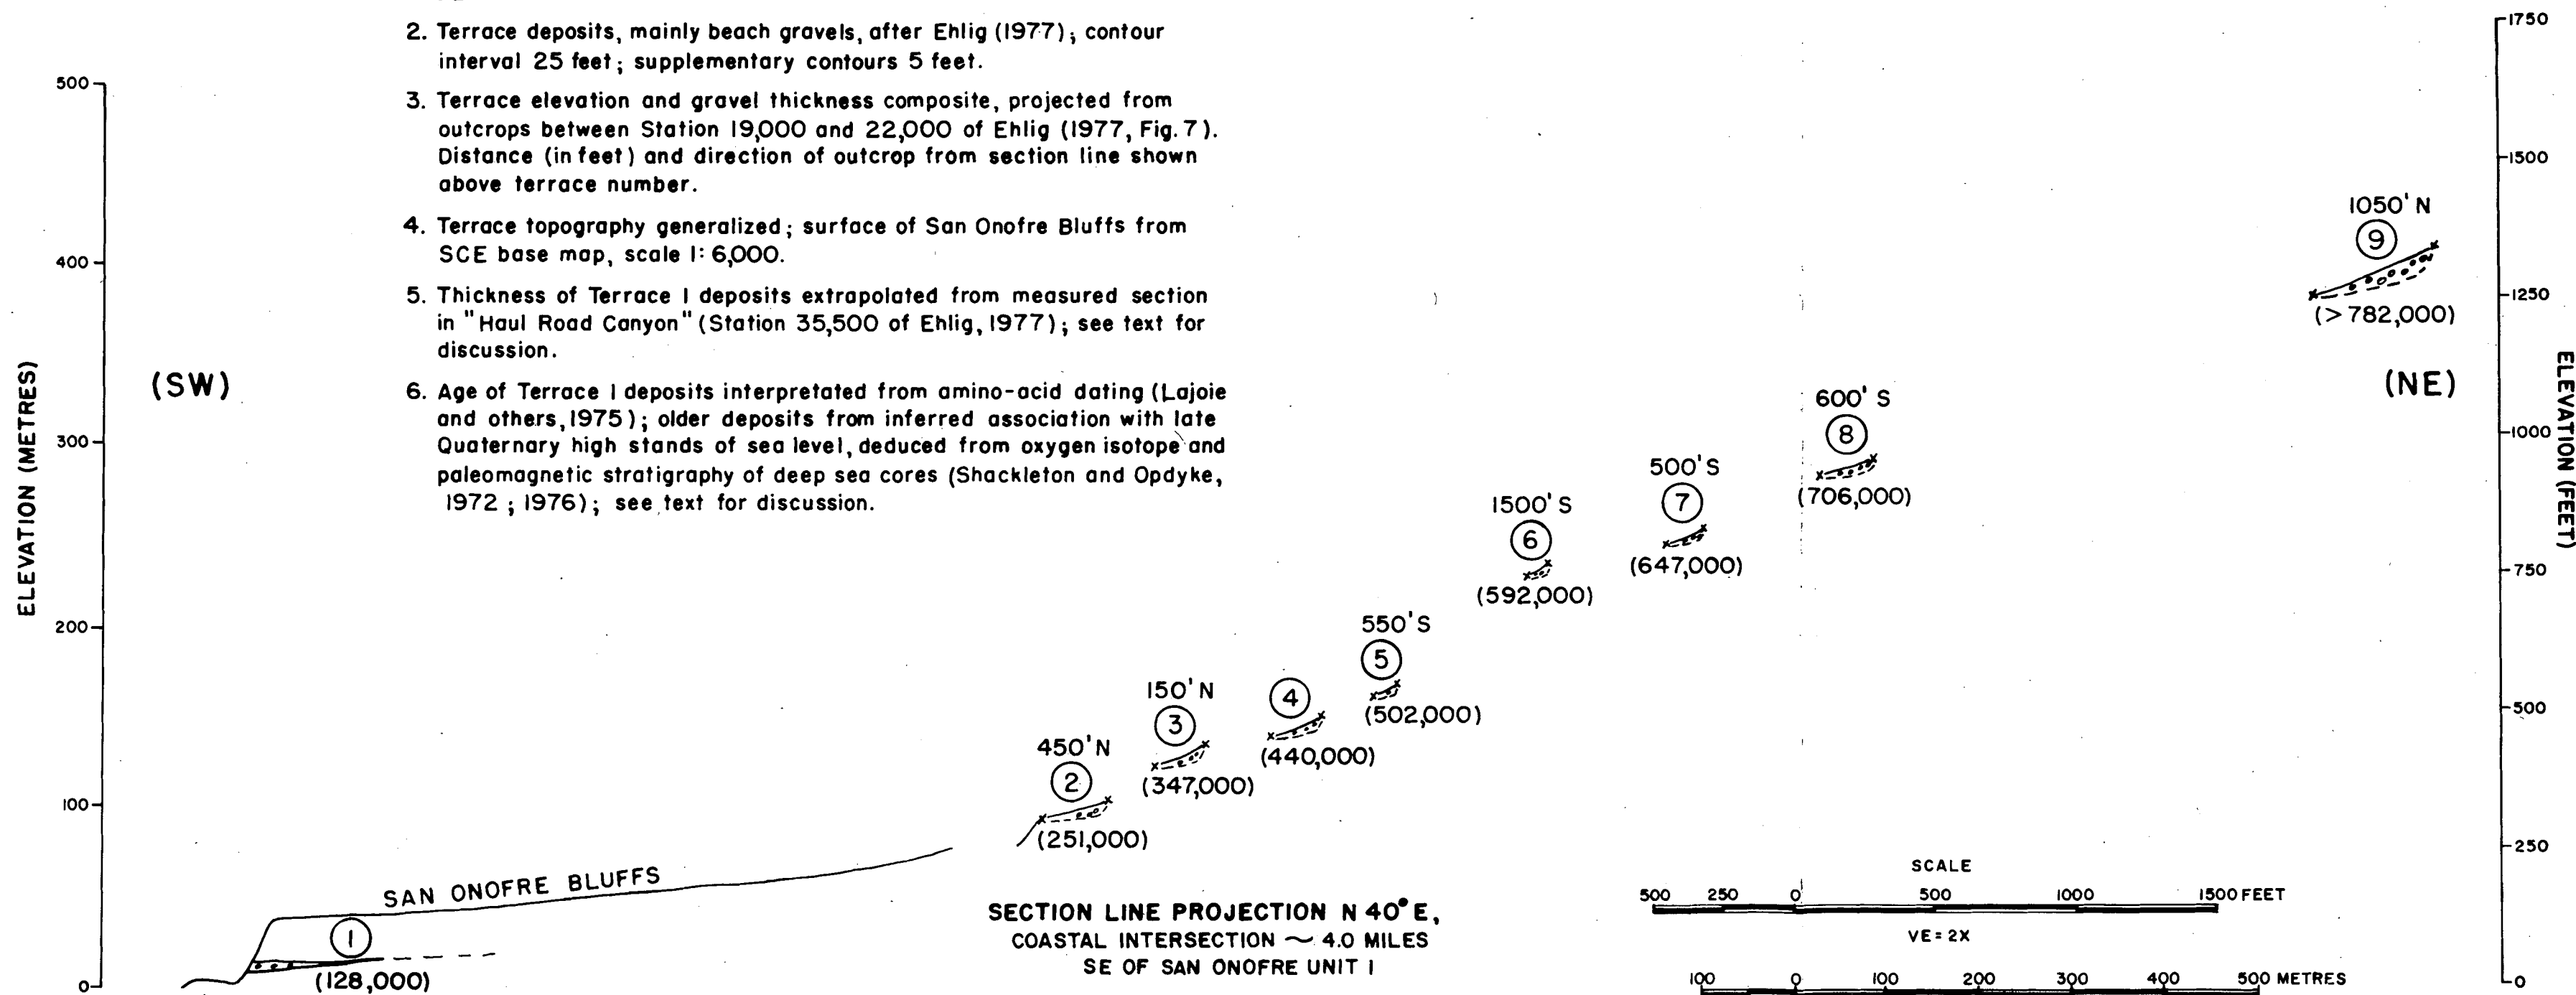 2. Terrace deposits, mainly beach gravels, after Ehlig (1977); contour
interval 25 feet; supplementary contours 5 feet.
3. Terrace elevation and gravel thickness composite, projected from
outcrops between Station 19,000 and 22,000 of Ehlig (1977, Fig. 7).
Distance (in feet) and direction of outcrop from section line shown
above terrace number.
4. Terrace topography generalized; surface of San Onofre Bluffs from
SCE base map, scale 1:6,000.
5. Thickness of Terrace 1 deposits extrapolated from measured section
in "Haul Road Canyon" (Station 35,500 of Ehlig, 1977); see text for
discussion.
6. Age of Terrace 1 deposits interpretated from amino-acid dating (Lajoie
and others, 1975); older deposits from inferred association with late
Quaternary high stands of sea level, deduced from oxygen isotope and
paleomagnetic stratigraphy of deep sea cores (Shackleton and Opdyke,
1972; 1976); see text for discussion.
ELEVATION (METRES)
500
400
300
200
100
0
(SW)
(NE)
SAN ONOFRE BLUFFS
1
(128,000)
450' N
2
(251,000)
150' N
3
(347,000)
4
(440,000)
550' S
5
(502,000)
1500' S
6
(592,000)
500' S
7
(647,000)
600' S
8
(706,000)
1050' N
9
(>782,000)
SECTION LINE PROJECTION N 40° E,
COASTAL INTERSECTION ~ 4.0 MILES
SE OF SAN ONOFRE UNIT 1
SCALE
500 250 0 500 1000 1500 FEET
VE = 2X
100 0 100 200 300 400 500 METRES
1750
1500
1250
1000
750
500
250
0
ELEVATION (FEET)